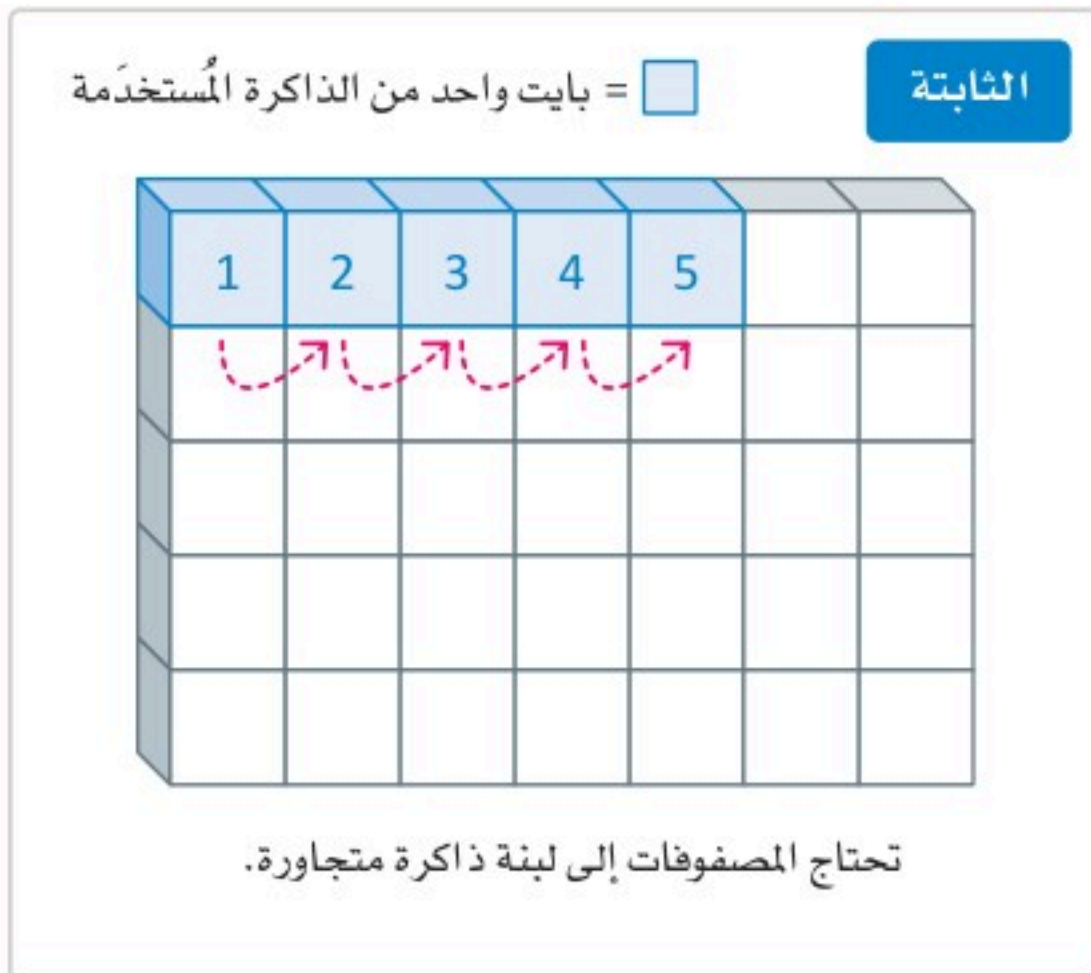 الثابتة
= بايت واحد من الذاكرة المُستخدَمة
1 2 3 4 5
تحتاج المصفوفات إلى لبنة ذاكرة متجاورة.